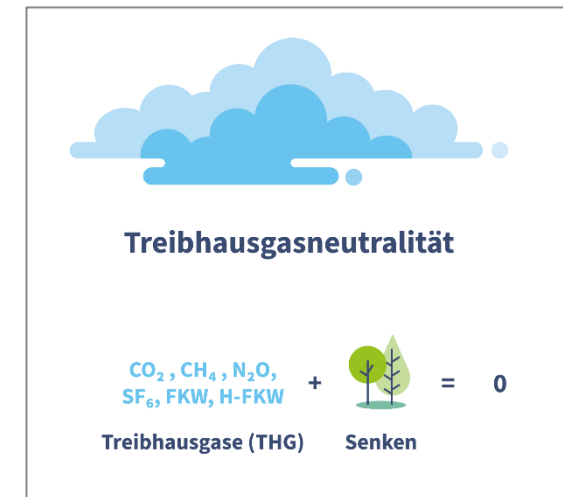 Treibhausgasneutralität
CO₂ , CH₄ , N₂O,
SF₆, FKW, H-FKW
+
=
0
Treibhausgase (THG)
Senken